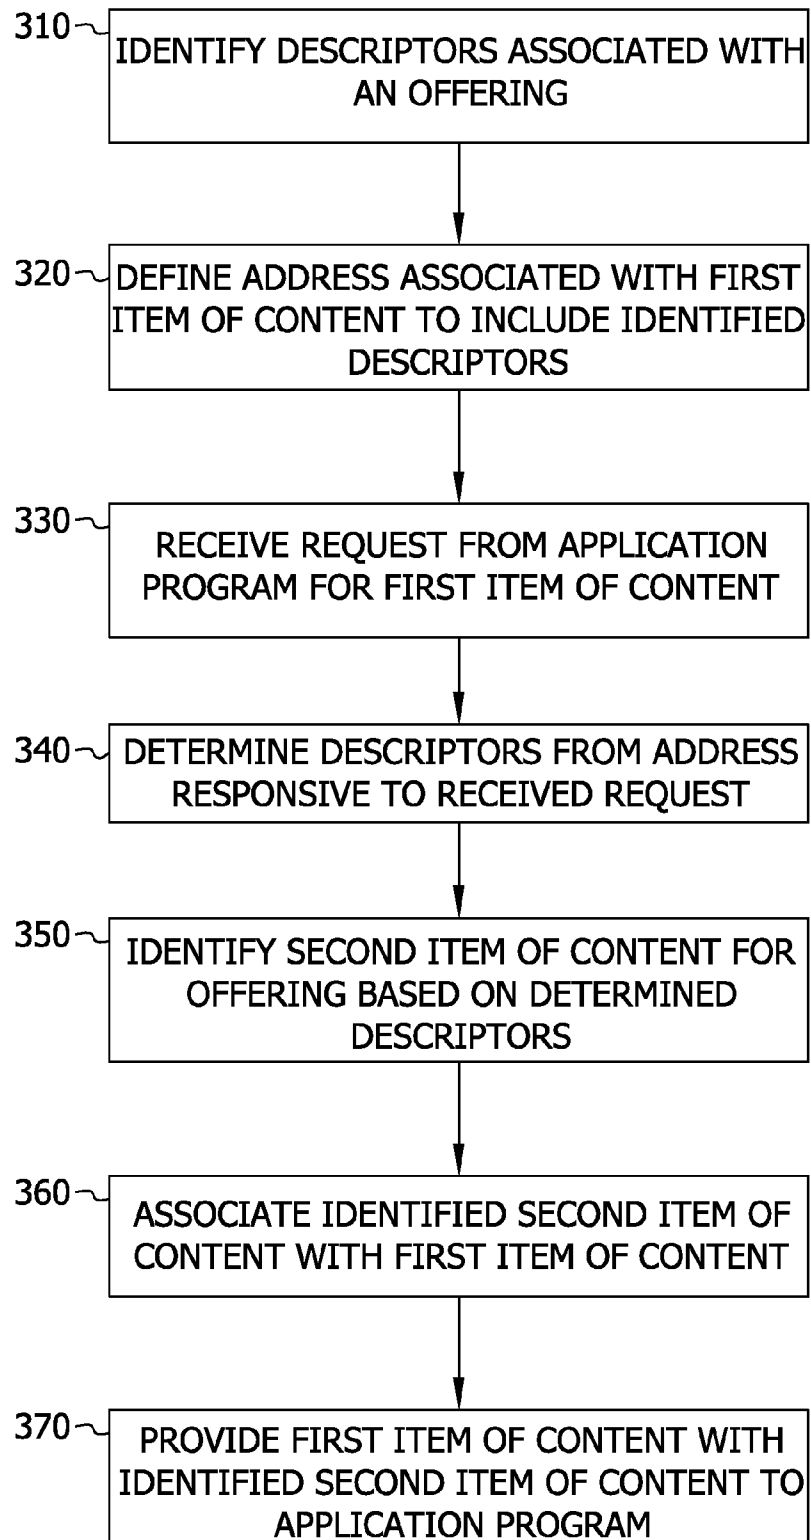 310
IDENTIFY DESCRIPTORS ASSOCIATED WITH
AN OFFERING
320
DEFINE ADDRESS ASSOCIATED WITH FIRST
ITEM OF CONTENT TO INCLUDE IDENTIFIED
DESCRIPTORS
330
RECEIVE REQUEST FROM APPLICATION
PROGRAM FOR FIRST ITEM OF CONTENT
340
DETERMINE DESCRIPTORS FROM ADDRESS
RESPONSIVE TO RECEIVED REQUEST
350
IDENTIFY SECOND ITEM OF CONTENT FOR
OFFERING BASED ON DETERMINED
DESCRIPTORS
360
ASSOCIATE IDENTIFIED SECOND ITEM OF
CONTENT WITH FIRST ITEM OF CONTENT
370
PROVIDE FIRST ITEM OF CONTENT WITH
IDENTIFIED SECOND ITEM OF CONTENT TO
APPLICATION PROGRAM